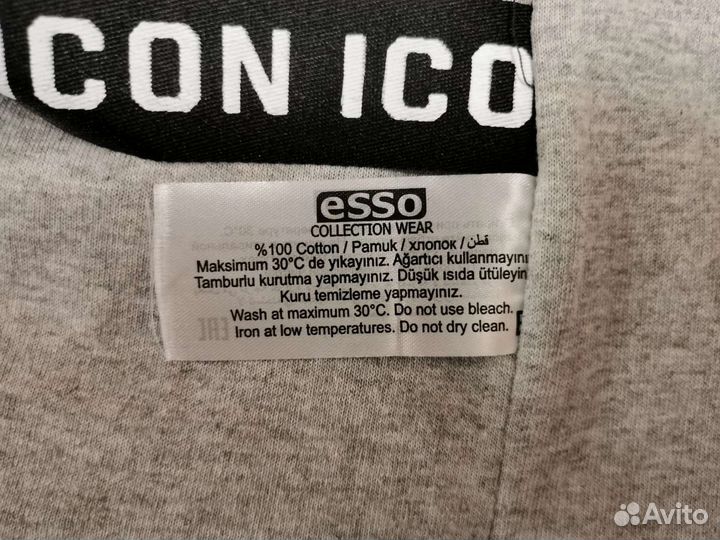 CON ICO
esso
COLLECTION WEAR
%100 Cotton / Pamuk / хлопок / قطن
Maksimum 30°C de yıkayınız. Ağartıcı kullanmayını
Tamburlu kurutma yapmayınız. Düşük ısıda ütüleyin
Kuru temizleme yapmayınız.
Wash at maximum 30°C. Do not use bleach.
Iron at low temperatures. Do not dry clean.
Avito